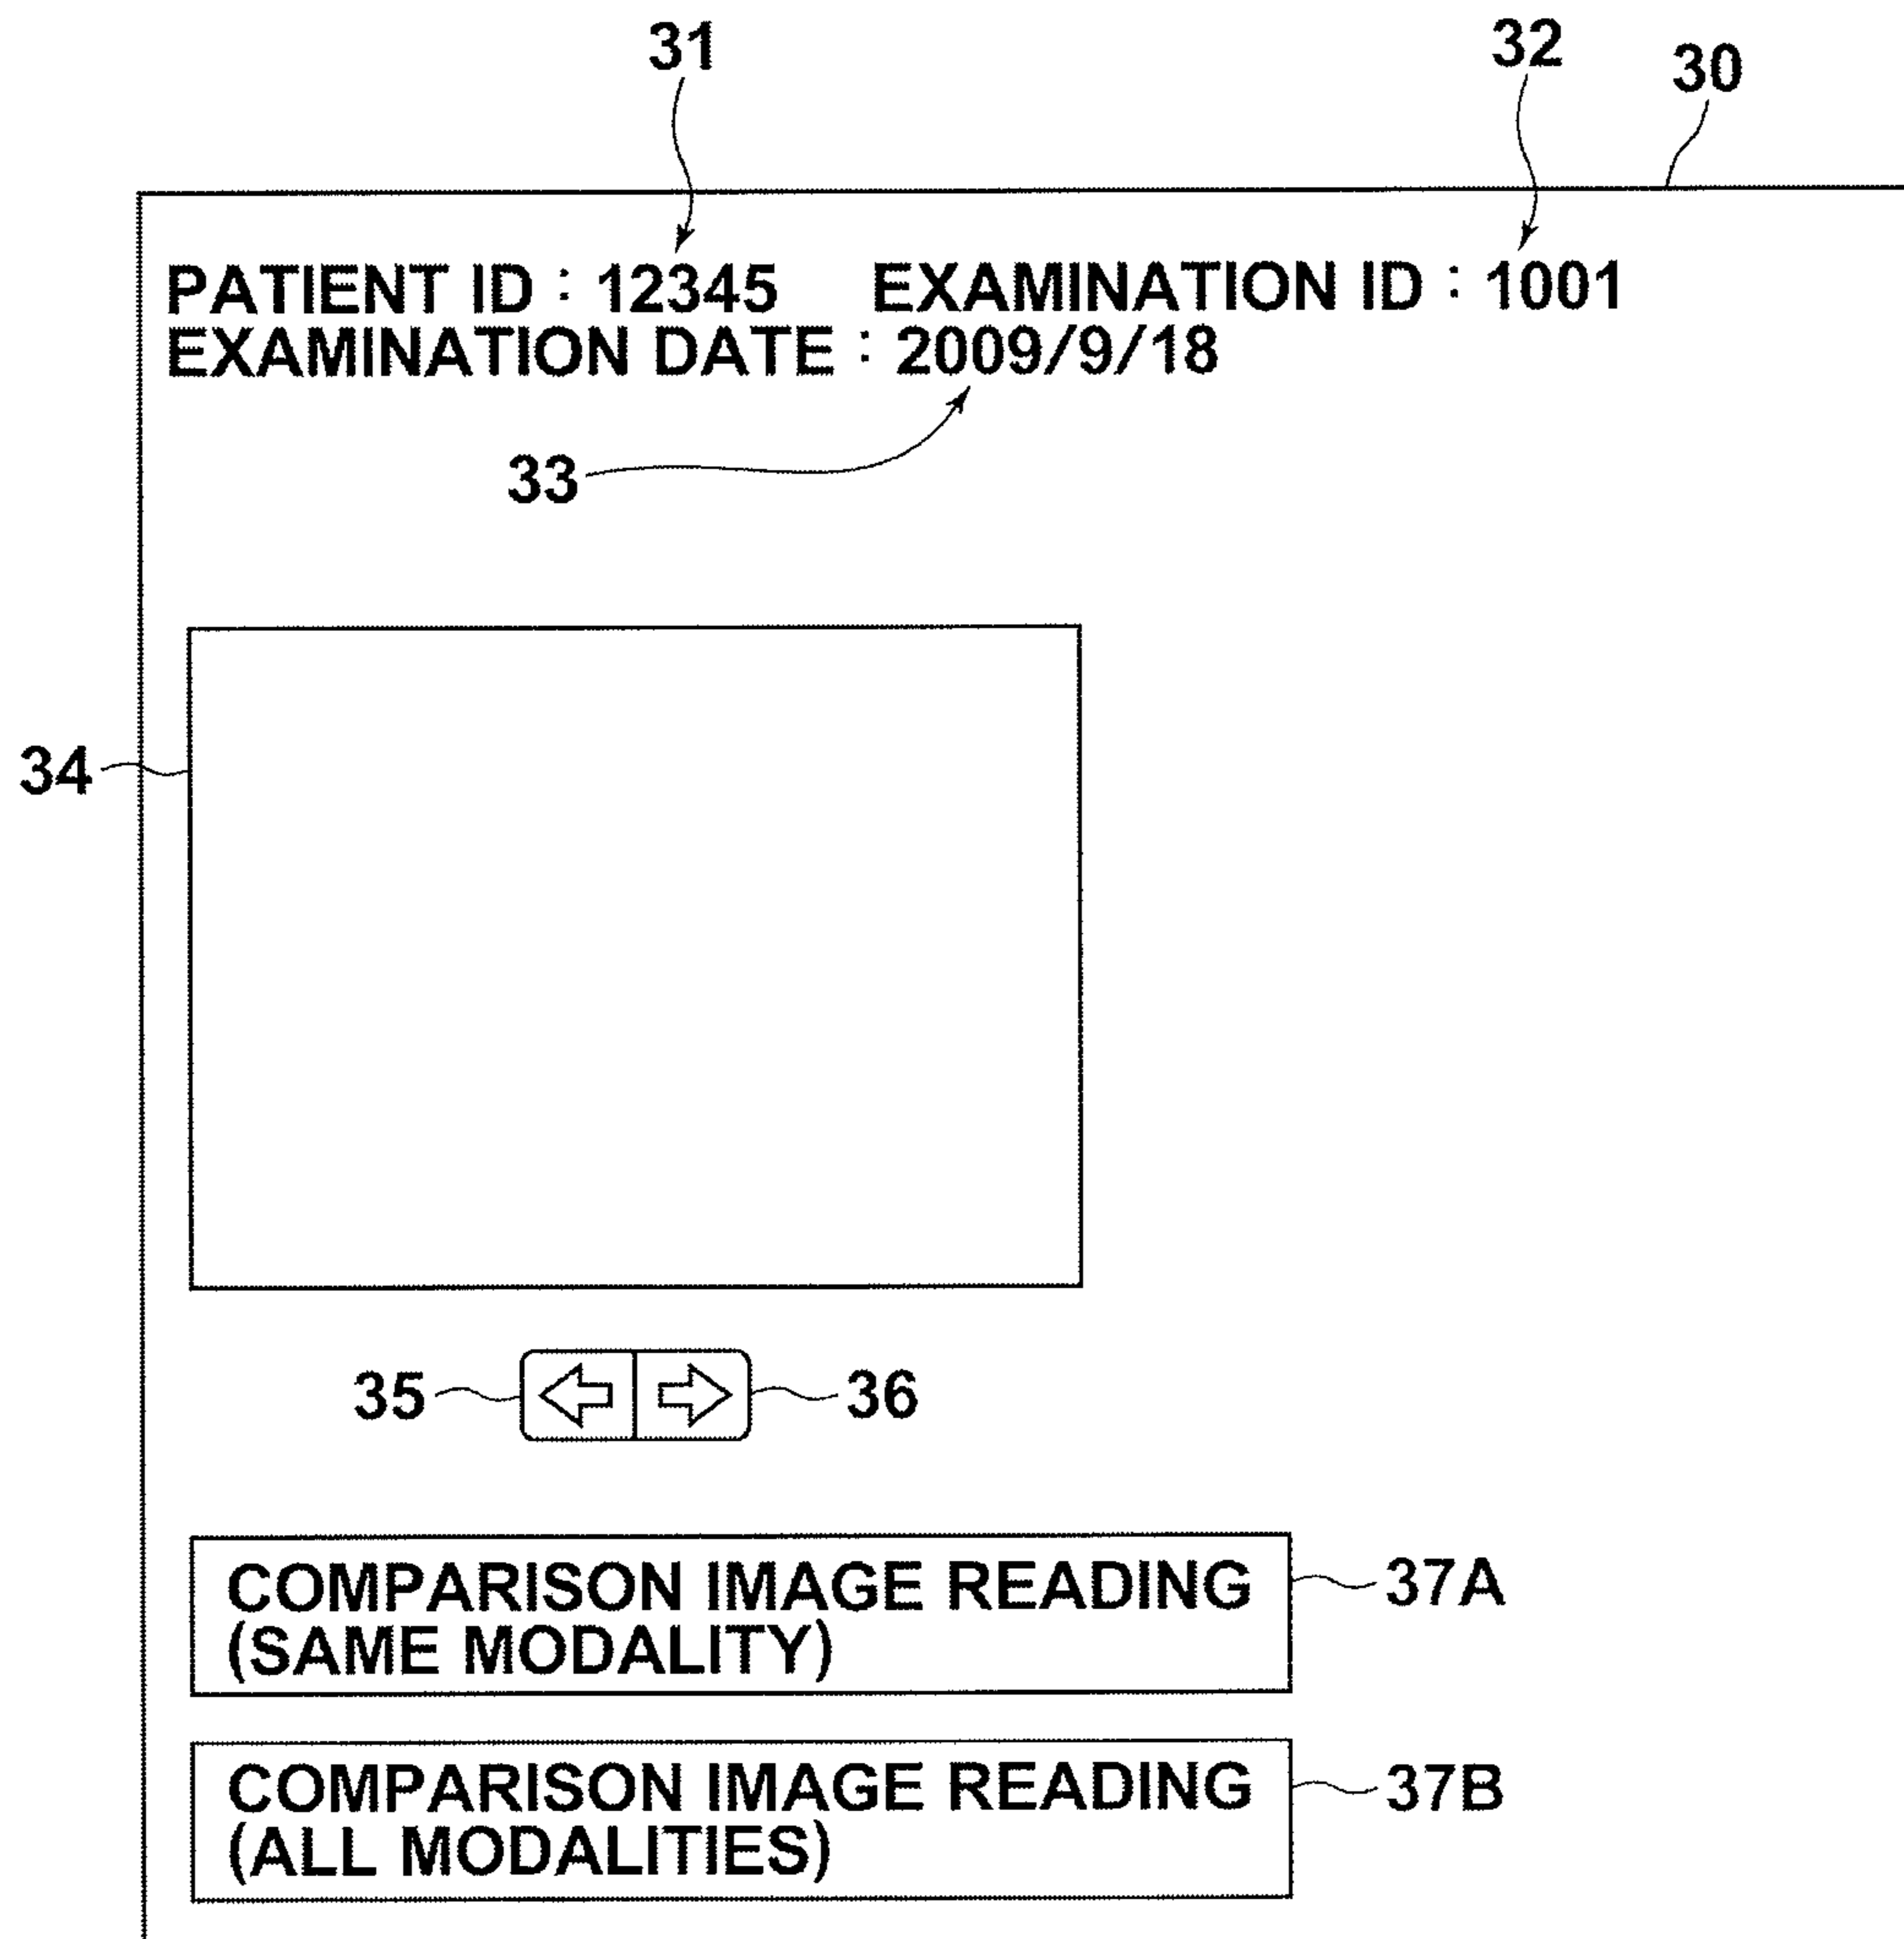 31
32
30
PATIENT ID : 12345 EXAMINATION ID : 1001
EXAMINATION DATE : 2009/9/18
33
34
35
36
COMPARISON IMAGE READING
(SAME MODALITY)
37A
COMPARISON IMAGE READING
(ALL MODALITIES)
37B